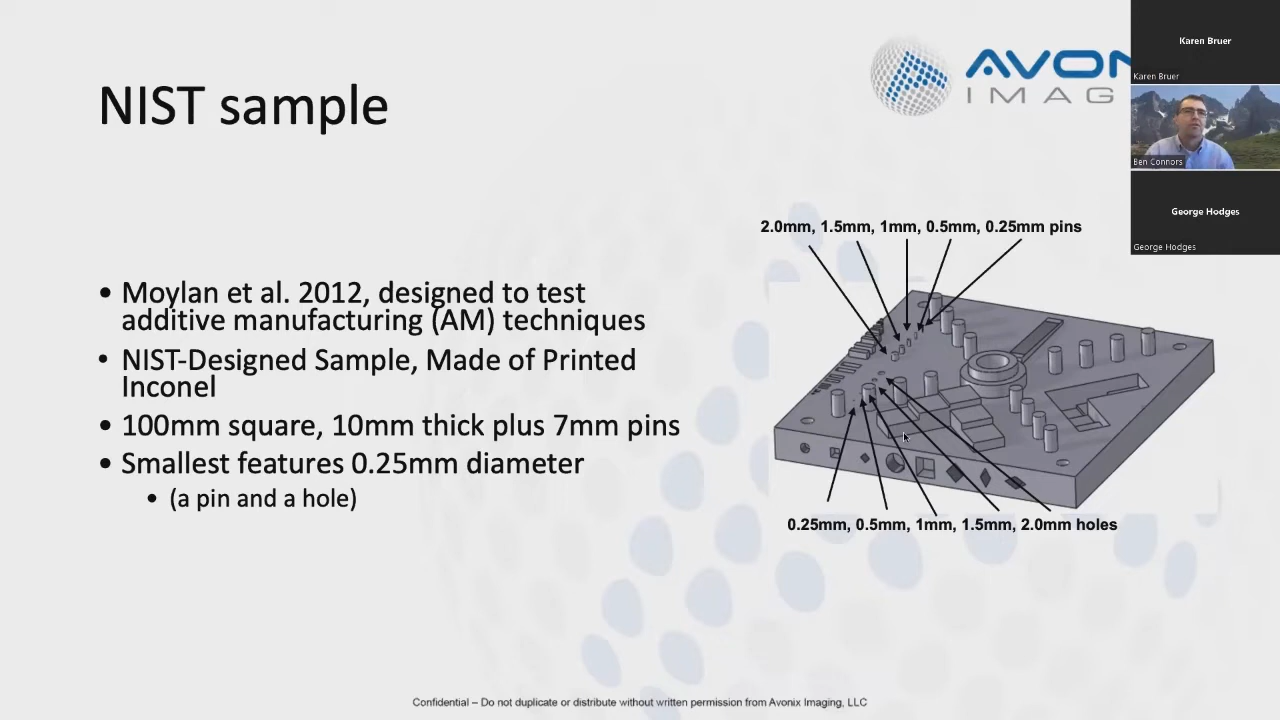 NIST sample
AVON
IMAG
Karen Bruer
Karen Bruer
Ben Connors
George Hodges
George Hodges
• Moylan et al. 2012, designed to test
additive manufacturing (AM) techniques
• NIST-Designed Sample, Made of Printed
Inconel
• 100mm square, 10mm thick plus 7mm pins
• Smallest features 0.25mm diameter
• (a pin and a hole)
2.0mm, 1.5mm, 1mm, 0.5mm, 0.25mm pins
0.25mm, 0.5mm, 1mm, 1.5mm, 2.0mm holes
Confidential – Do not duplicate or distribute without written permission from Avonix Imaging, LLC